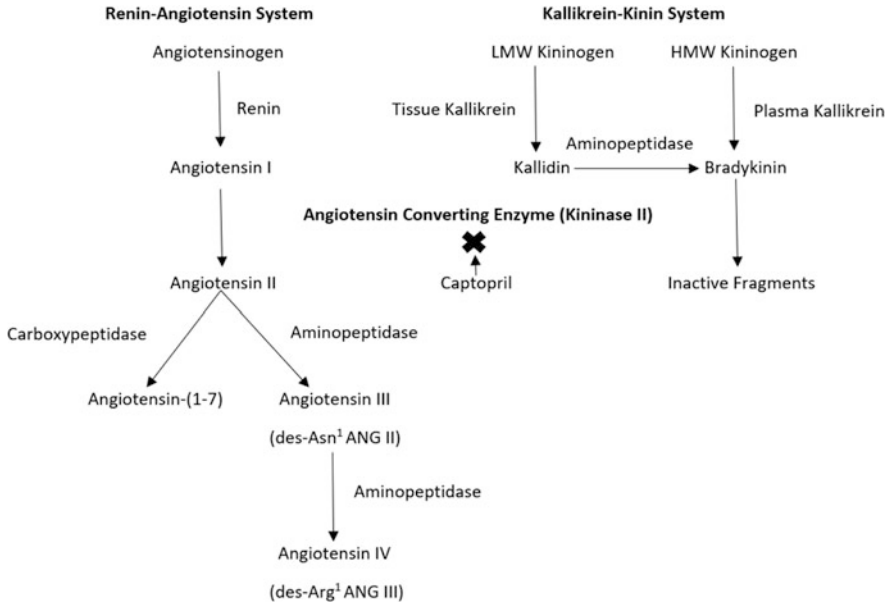 Renin-Angiotensin System
Kallikrein-Kinin System
Angiotensinogen
LMW Kininogen
HMW Kininogen
Renin
Tissue Kallikrein
Plasma Kallikrein
Aminopeptidase
Angiotensin I
Kallidin
Bradykinin
Angiotensin Converting Enzyme (Kininase II)
Angiotensin II
Captopril
Inactive Fragments
Carboxypeptidase
Aminopeptidase
Angiotensin-(1-7)
Angiotensin III
(des-Asn¹ ANG II)
Aminopeptidase
Angiotensin IV
(des-Arg¹ ANG III)